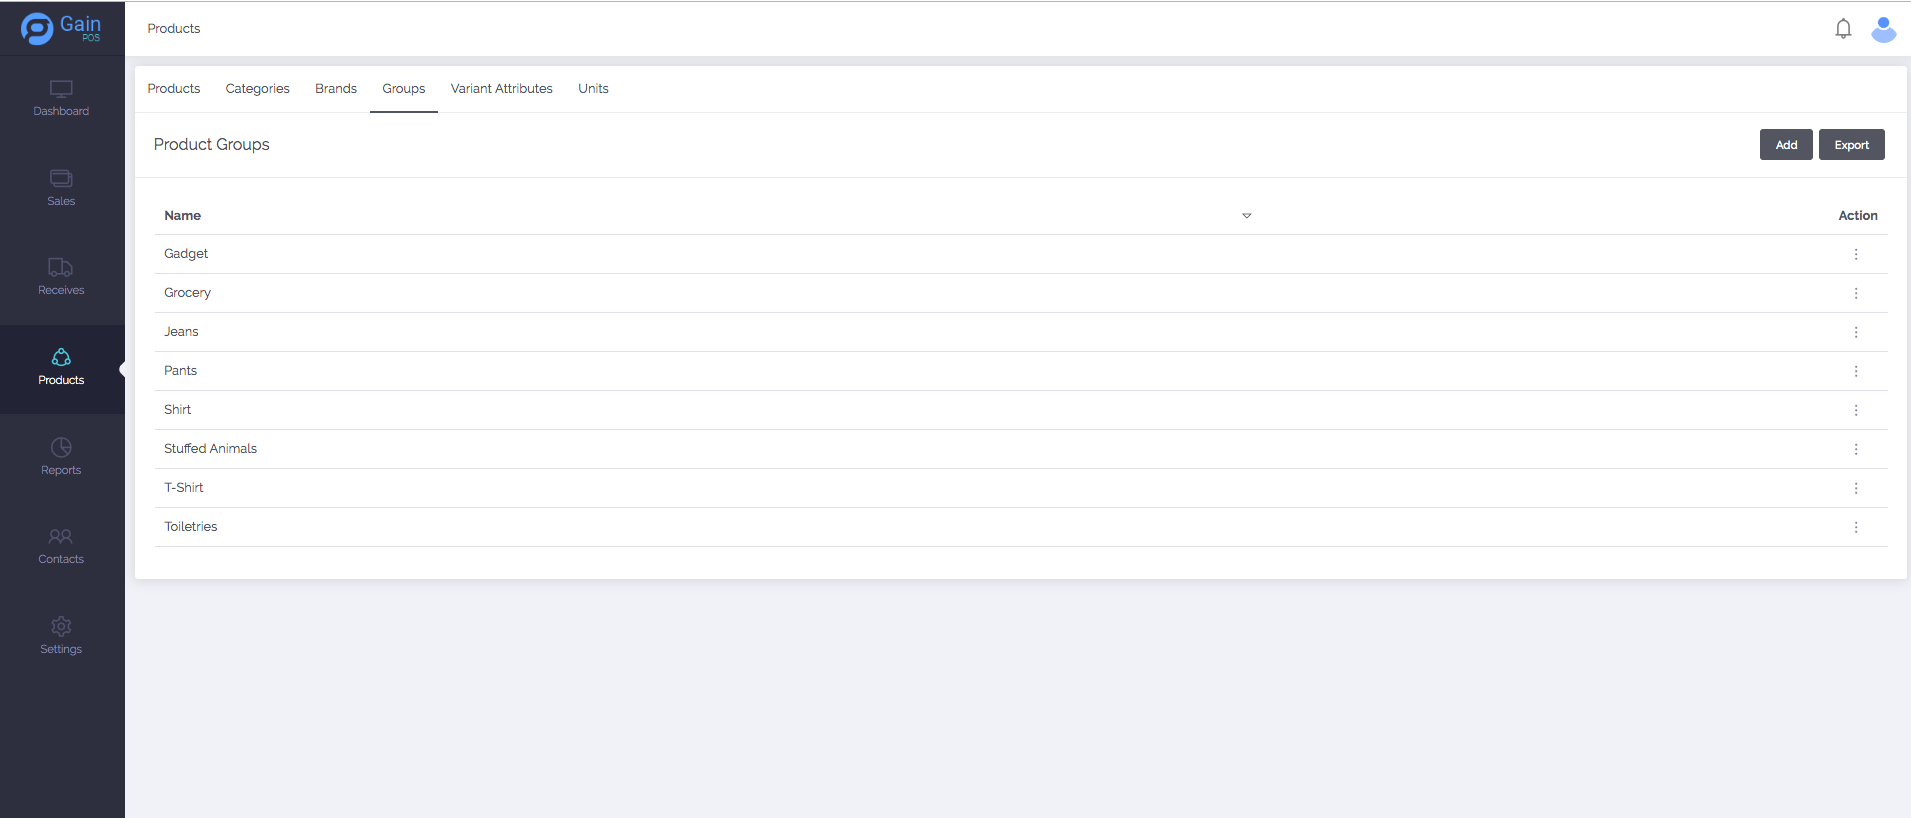 Gain
POS
Products
Dashboard
Sales
Receives
Products
Reports
Contacts
Settings
Products Categories Brands Groups Variant Attributes Units
Product Groups
Add Export
Name Action
Gadget
Grocery
Jeans
Pants
Shirt
Stuffed Animals
T-Shirt
Toiletries